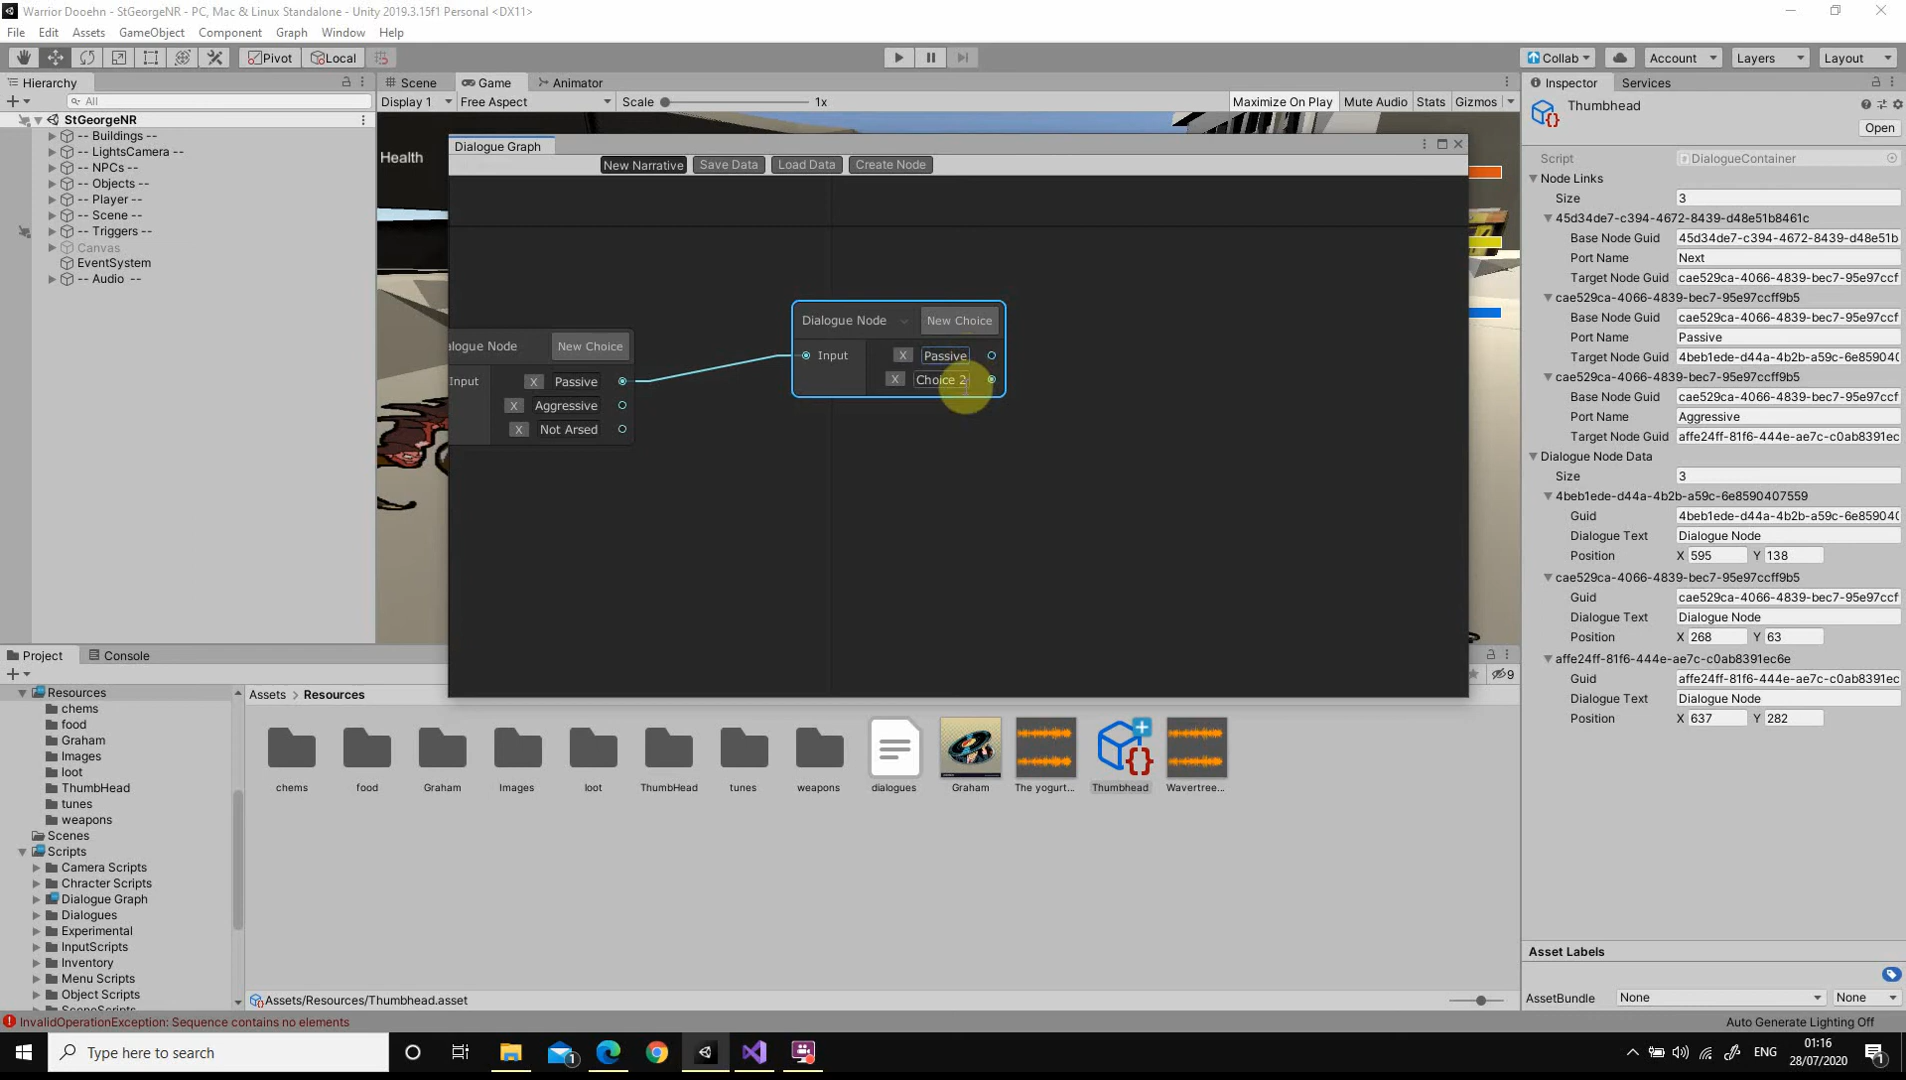 Warrior Dooehn - StGeorgeNR - PC, Mac & Linux Standalone - Unity 2019.3.15f1 Personal <DX11>
File Edit Assets GameObject Component Graph Window Help
Pivot Local Collab Account Layers Layout
Hierarchy
Scene Game Animator
Inspector Services
All
Display 1 Free Aspect Scale 1x Maximize On Play Mute Audio Stats Gizmos
Thumbhead
Open
StGeorgeNR
-- Buildings --
-- LightsCamera --
-- NPCs --
-- Objects --
-- Player --
-- Scene --
-- Triggers --
Canvas
EventSystem
-- Audio --
Health
Dialogue Graph
New Narrative Save Data Load Data Create Node
alogue Node New Choice
Input X Passive
X Aggressive
X Not Arsed
Dialogue Node New Choice
Input X Passive
X Choice 2
Script DialogueContainer
Node Links
Size 3
45d34de7-c394-4672-8439-d48e51b8461c
Base Node Guid 45d34de7-c394-4672-8439-d48e51b
Port Name Next
Target Node Guid cae529ca-4066-4839-bec7-95e97ccf
cae529ca-4066-4839-bec7-95e97ccff9b5
Base Node Guid cae529ca-4066-4839-bec7-95e97ccf
Port Name Passive
Target Node Guid 4beb1ede-d44a-4b2b-a59c-6e859040
cae529ca-4066-4839-bec7-95e97ccff9b5
Base Node Guid cae529ca-4066-4839-bec7-95e97ccf
Port Name Aggressive
Target Node Guid affe24ff-81f6-444e-ae7c-c0ab8391ec
Dialogue Node Data
Size 3
4beb1ede-d44a-4b2b-a59c-6e8590407559
Guid 4beb1ede-d44a-4b2b-a59c-6e859040
Dialogue Text Dialogue Node
Position X 595 Y 138
cae529ca-4066-4839-bec7-95e97ccff9b5
Guid cae529ca-4066-4839-bec7-95e97ccf
Dialogue Text Dialogue Node
Position X 268 Y 63
affe24ff-81f6-444e-ae7c-c0ab8391ec6e
Guid affe24ff-81f6-444e-ae7c-c0ab8391ec
Dialogue Text Dialogue Node
Position X 637 Y 282
Asset Labels
AssetBundle None None
Project Console
9
Resources
chems
food
Graham
Images
loot
ThumbHead
tunes
weapons
Scenes
Scripts
Camera Scripts
Chracter Scripts
Dialogue Graph
Dialogues
Experimental
InputScripts
Inventory
Menu Scripts
Object Scripts
SceneScripts
Assets > Resources
chems food Graham Images loot ThumbHead tunes weapons dialogues Graham The yogurt... Thumbhead Wavertree...
Assets/Resources/Thumbhead.asset
InvalidOperationException: Sequence contains no elements
Auto Generate Lighting Off
Type here to search
1
ENG
01:16
28/07/2020
1